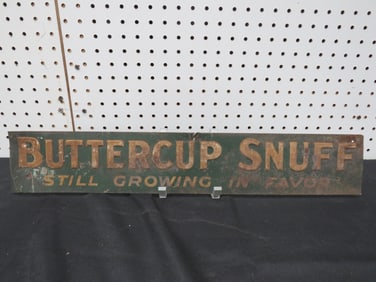 BUTTERCUP SNUFF
STILL GROWING IN FAVOR